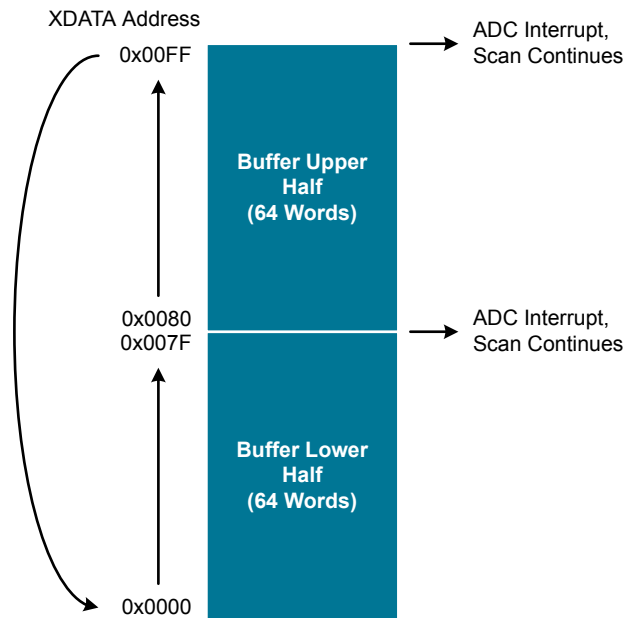 XDATA Address
0x00FF
ADC Interrupt,
Scan Continues
Buffer Upper
Half
(64 Words)
0x0080
0x007F
ADC Interrupt,
Scan Continues
Buffer Lower
Half
(64 Words)
0x0000